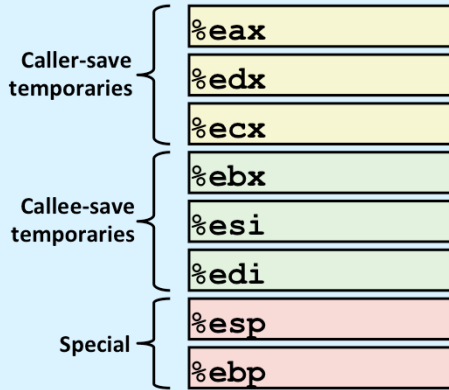 Caller-save
temporaries
%eax
%edx
%ecx
Callee-save
temporaries
%ebx
%esi
%edi
Special
%esp
%ebp